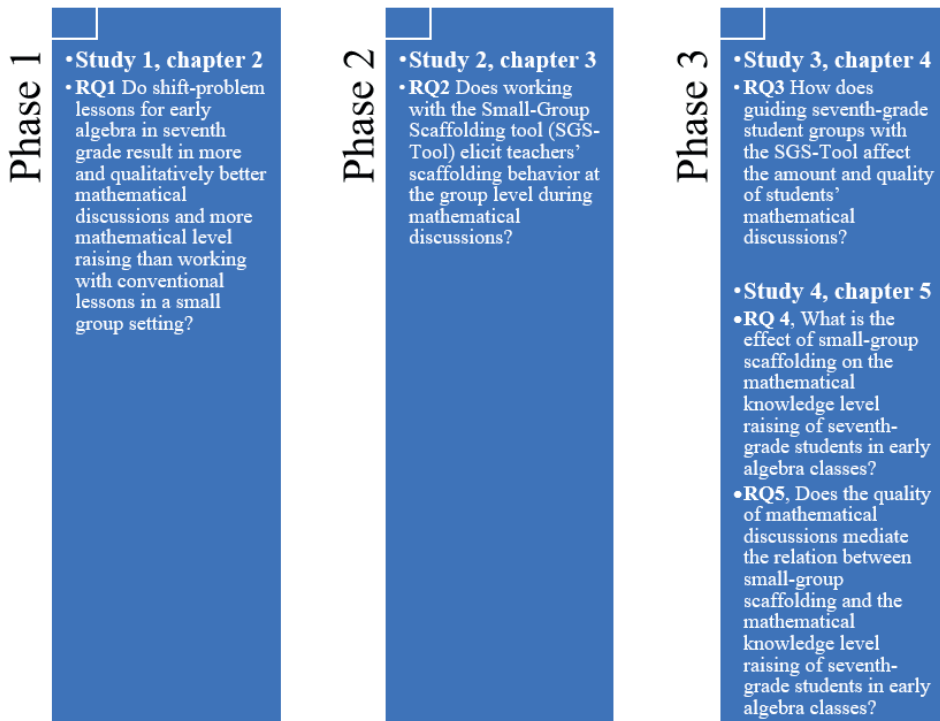 Phase 1
•Study 1, chapter 2
•RQ1 Do shift-problem
lessons for early
algebra in seventh
grade result in more
and qualitatively better
mathematical
discussions and more
mathematical level
raising than working
with conventional
lessons in a small
group setting?
Phase 2
•Study 2, chapter 3
•RQ2 Does working
with the Small-Group
Scaffolding tool (SGS-
Tool) elicit teachers’
scaffolding behavior at
the group level during
mathematical
discussions?
Phase 3
•Study 3, chapter 4
•RQ3 How does
guiding seventh-grade
student groups with
the SGS-Tool affect
the amount and quality
of students’
mathematical
discussions?
•Study 4, chapter 5
•RQ 4, What is the
effect of small-group
scaffolding on the
mathematical
knowledge level
raising of seventh-
grade students in early
algebra classes?
•RQ5, Does the quality
of mathematical
discussions mediate
the relation between
small-group
scaffolding and the
mathematical
knowledge level
raising of seventh-
grade students in early
algebra classes?